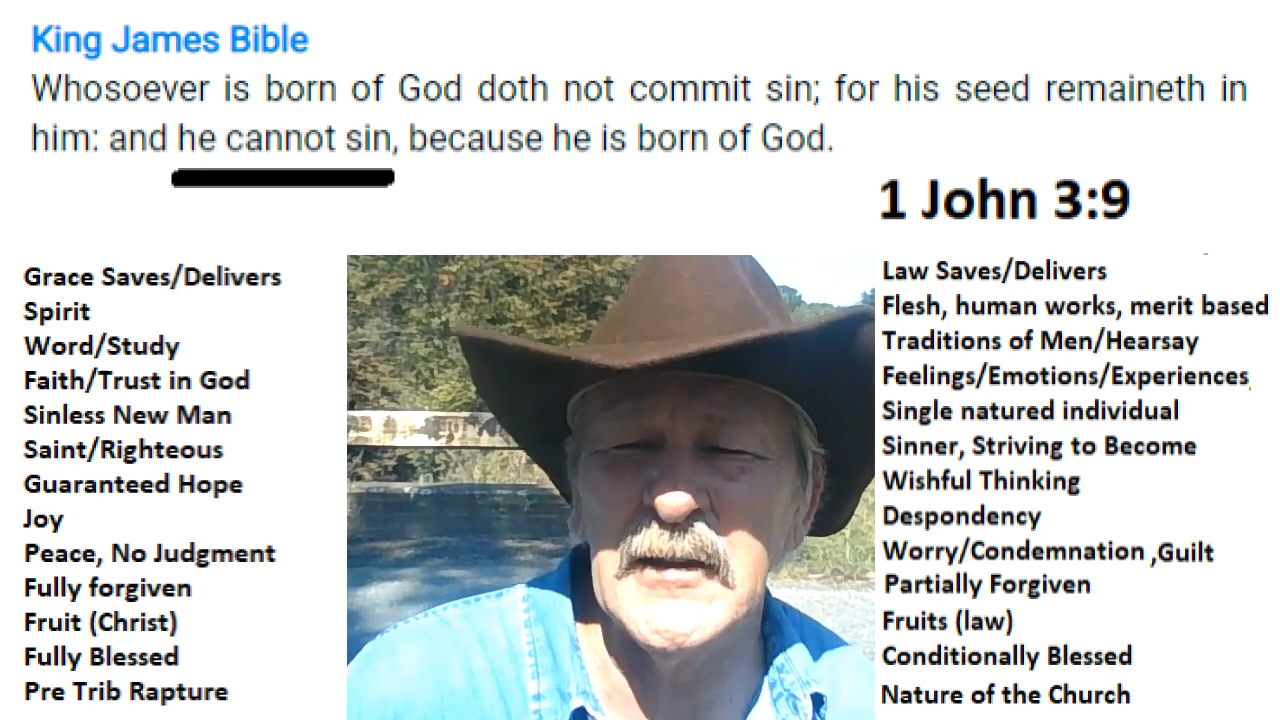 King James Bible
Whosoever is born of God doth not commit sin; for his seed remaineth in
him: and he cannot sin, because he is born of God.
1 John 3:9
Grace Saves/Delivers
Spirit
Word/Study
Faith/Trust in God
Sinless New Man
Saint/Righteous
Guaranteed Hope
Joy
Peace, No Judgment
Fully forgiven
Fruit (Christ)
Fully Blessed
Pre Trib Rapture
Law Saves/Delivers
Flesh, human works, merit based
Traditions of Men/Hearsay
Feelings/Emotions/Experiences,
Single natured individual
Sinner, Striving to Become
Wishful Thinking
Despondency
Worry/Condemnation ,Guilt
Partially Forgiven
Fruits (law)
Conditionally Blessed
Nature of the Church